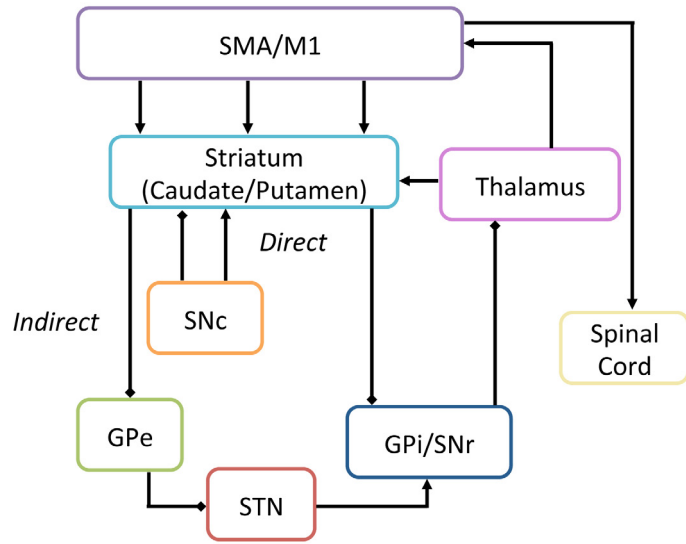 SMA/M1
Striatum
(Caudate/Putamen)
Thalamus
Direct
Indirect
SNc
Spinal
Cord
GPe
GPi/SNr
STN